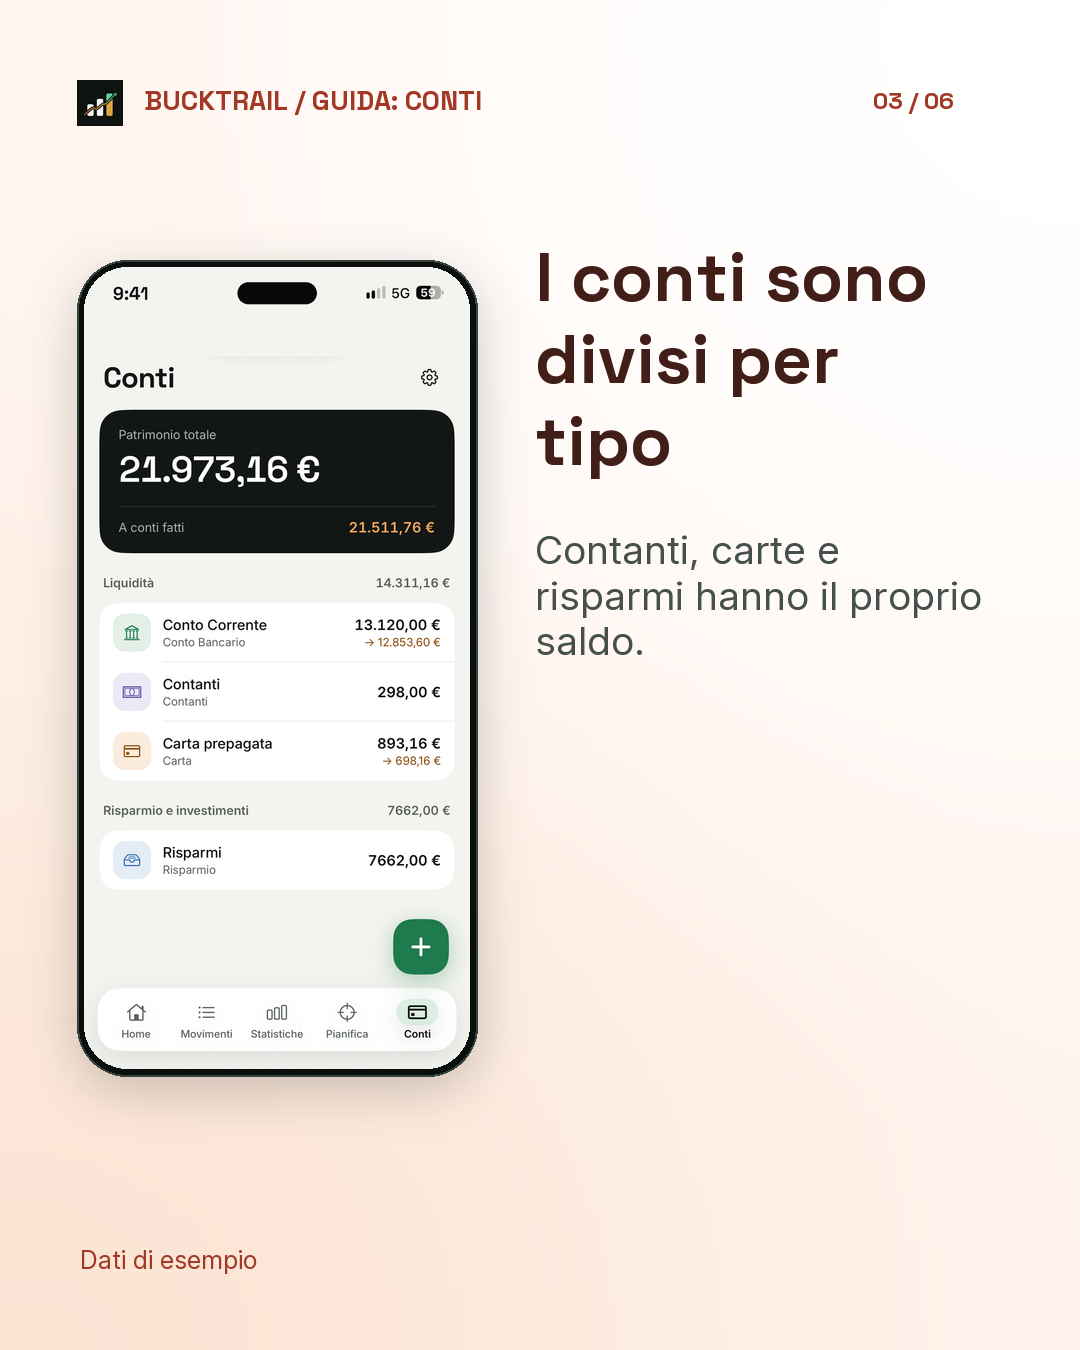 BUCKTRAIL / GUIDA: CONTI
03 / 06
I conti sono
divisi per
tipo
Contanti, carte e
risparmi hanno il proprio
saldo.
9:41
5G 59
Conti
Patrimonio totale
21.973,16 €
A conti fatti 21.511,76 €
Liquidità 14.311,16 €
Conto Corrente 13.120,00 €
Conto Bancario → 12.853,60 €
Contanti 298,00 €
Contanti
Carta prepagata 893,16 €
Carta → 698,16 €
Risparmio e investimenti 7662,00 €
Risparmi 7662,00 €
Risparmio
Home Movimenti Statistiche Pianifica Conti
Dati di esempio